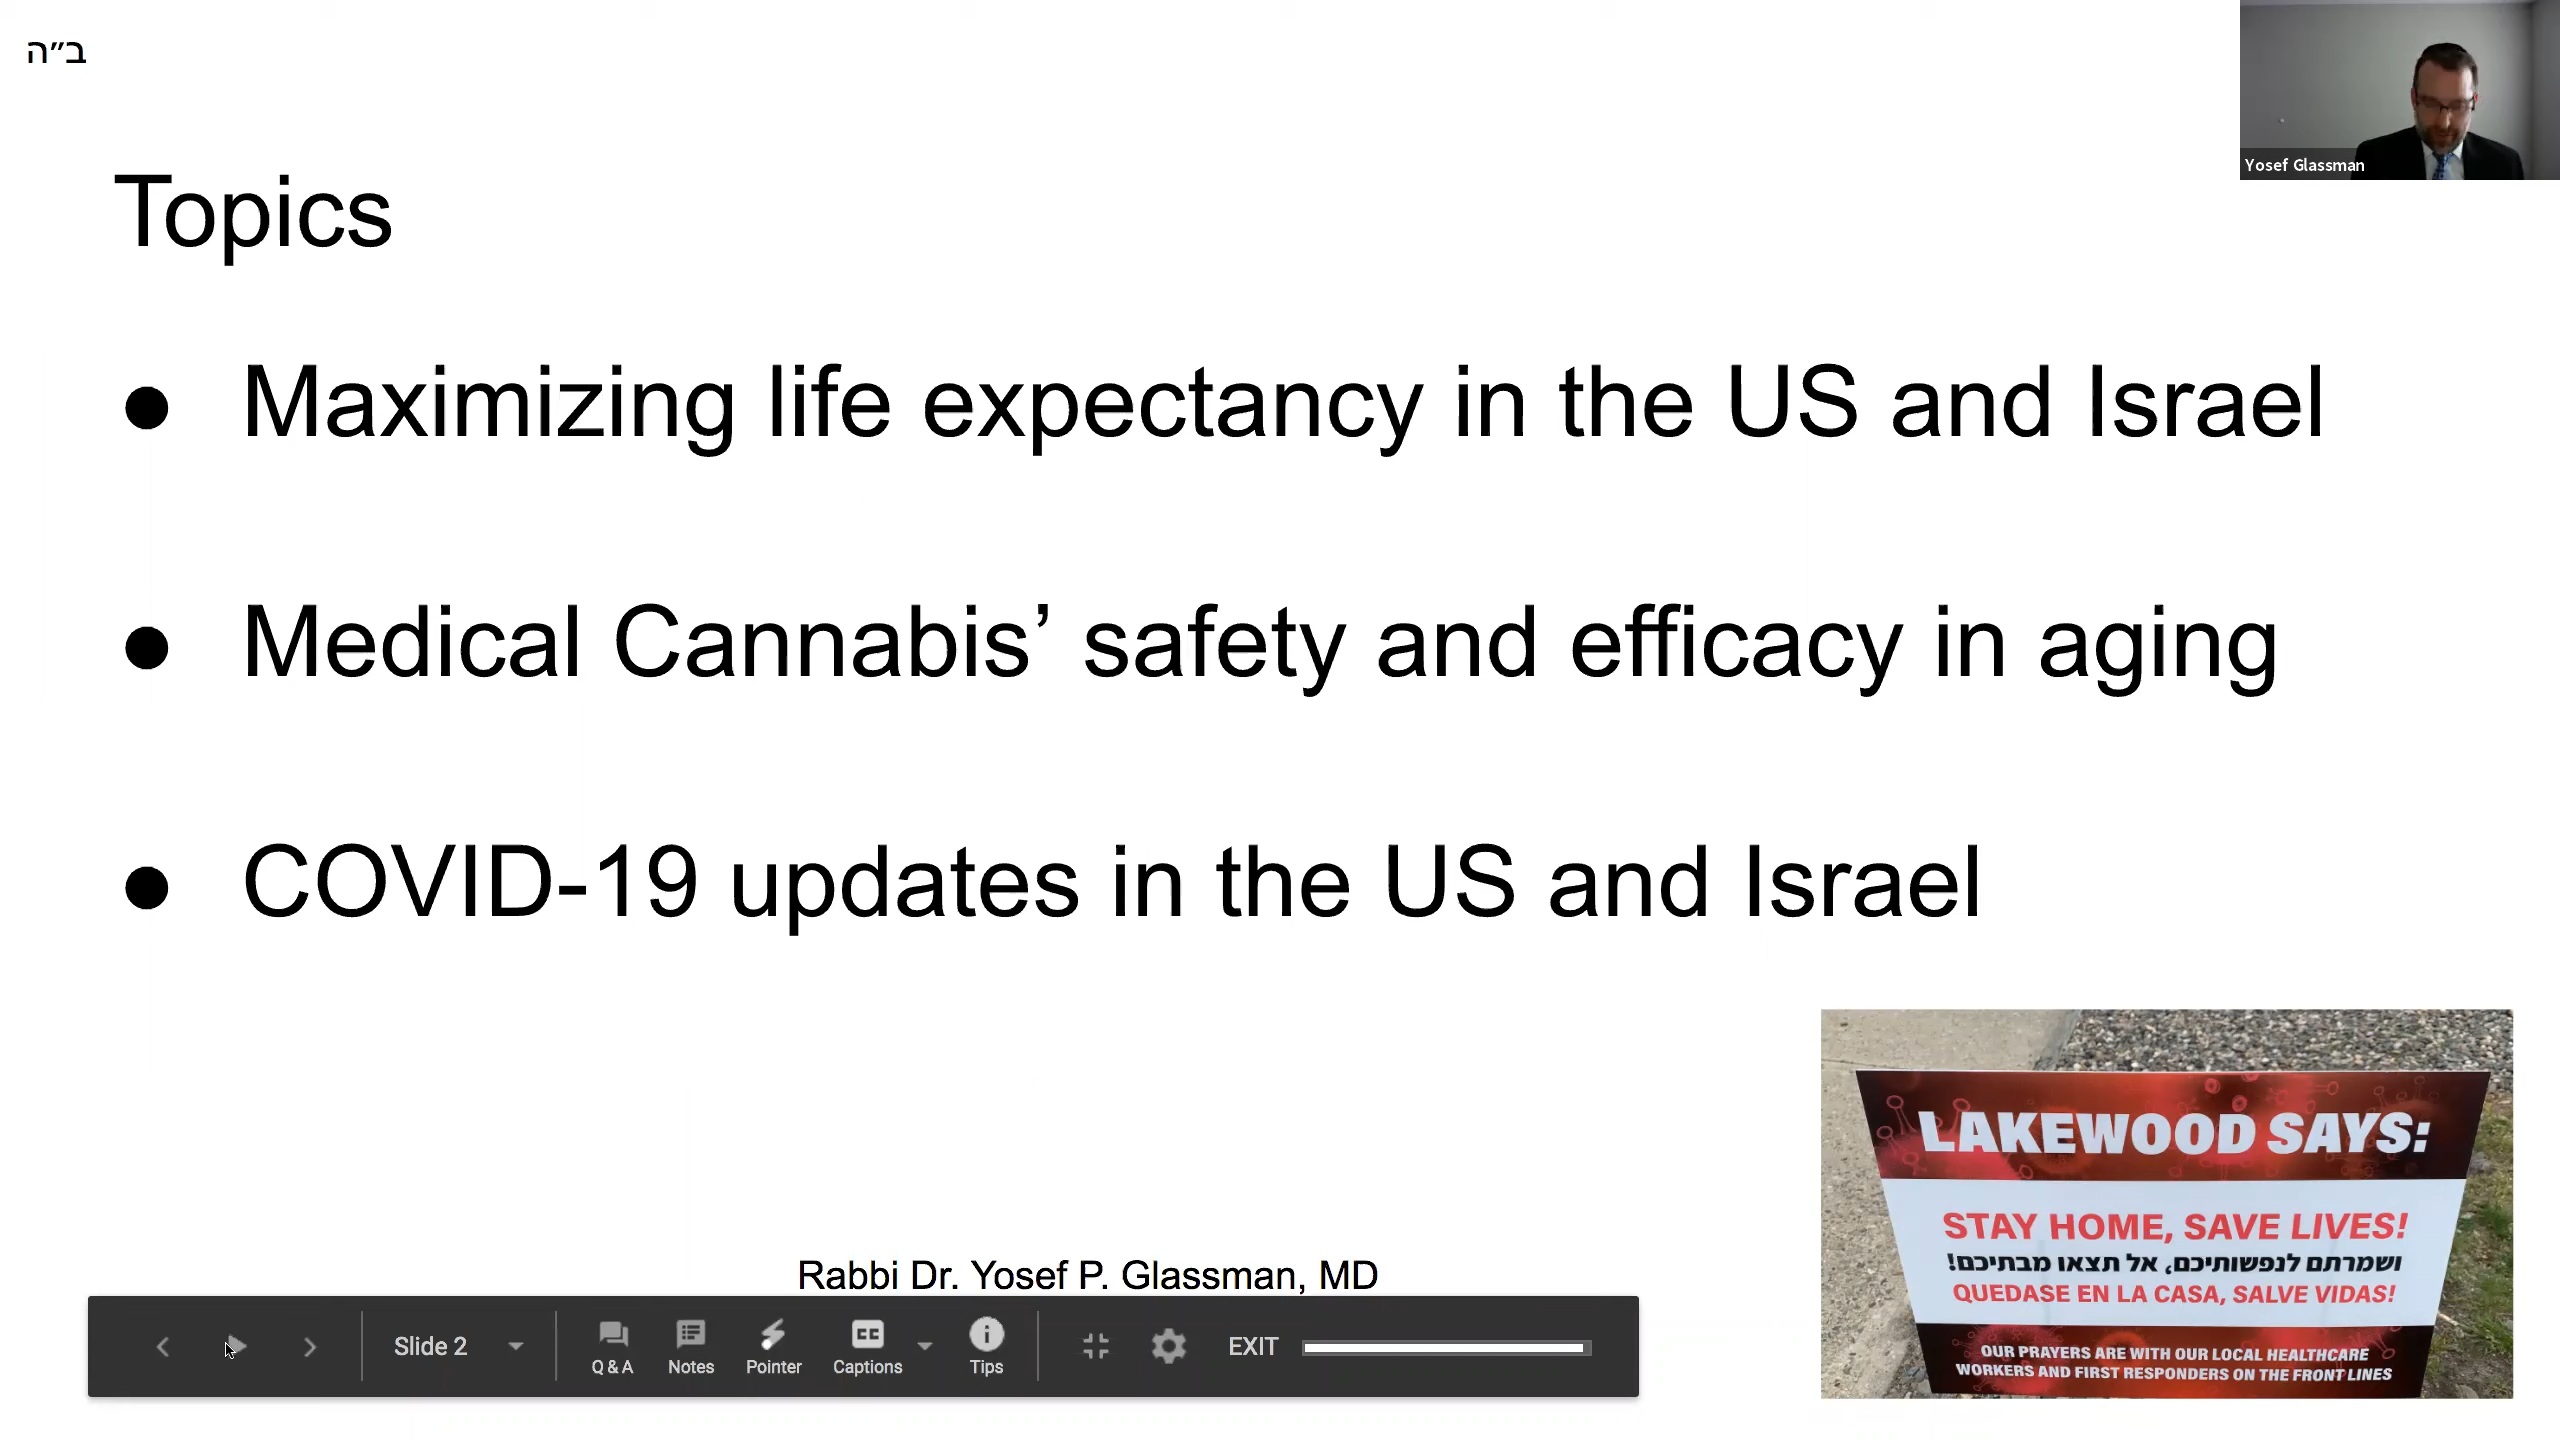 ב״ה
Yosef Glassman
Topics
● Maximizing life expectancy in the US and Israel
● Medical Cannabis’ safety and efficacy in aging
● COVID-19 updates in the US and Israel
LAKEWOOD SAYS:
STAY HOME, SAVE LIVES!
ושמרתם לנפשותיכם, אל תצאו מבתיכם!
QUEDASE EN LA CASA, SALVE VIDAS!
OUR PRAYERS ARE WITH OUR LOCAL HEALTHCARE
WORKERS AND FIRST RESPONDERS ON THE FRONT LINES
Rabbi Dr. Yosef P. Glassman, MD
Slide 2
Q & A
Notes
Pointer
CC
Captions
Tips
EXIT